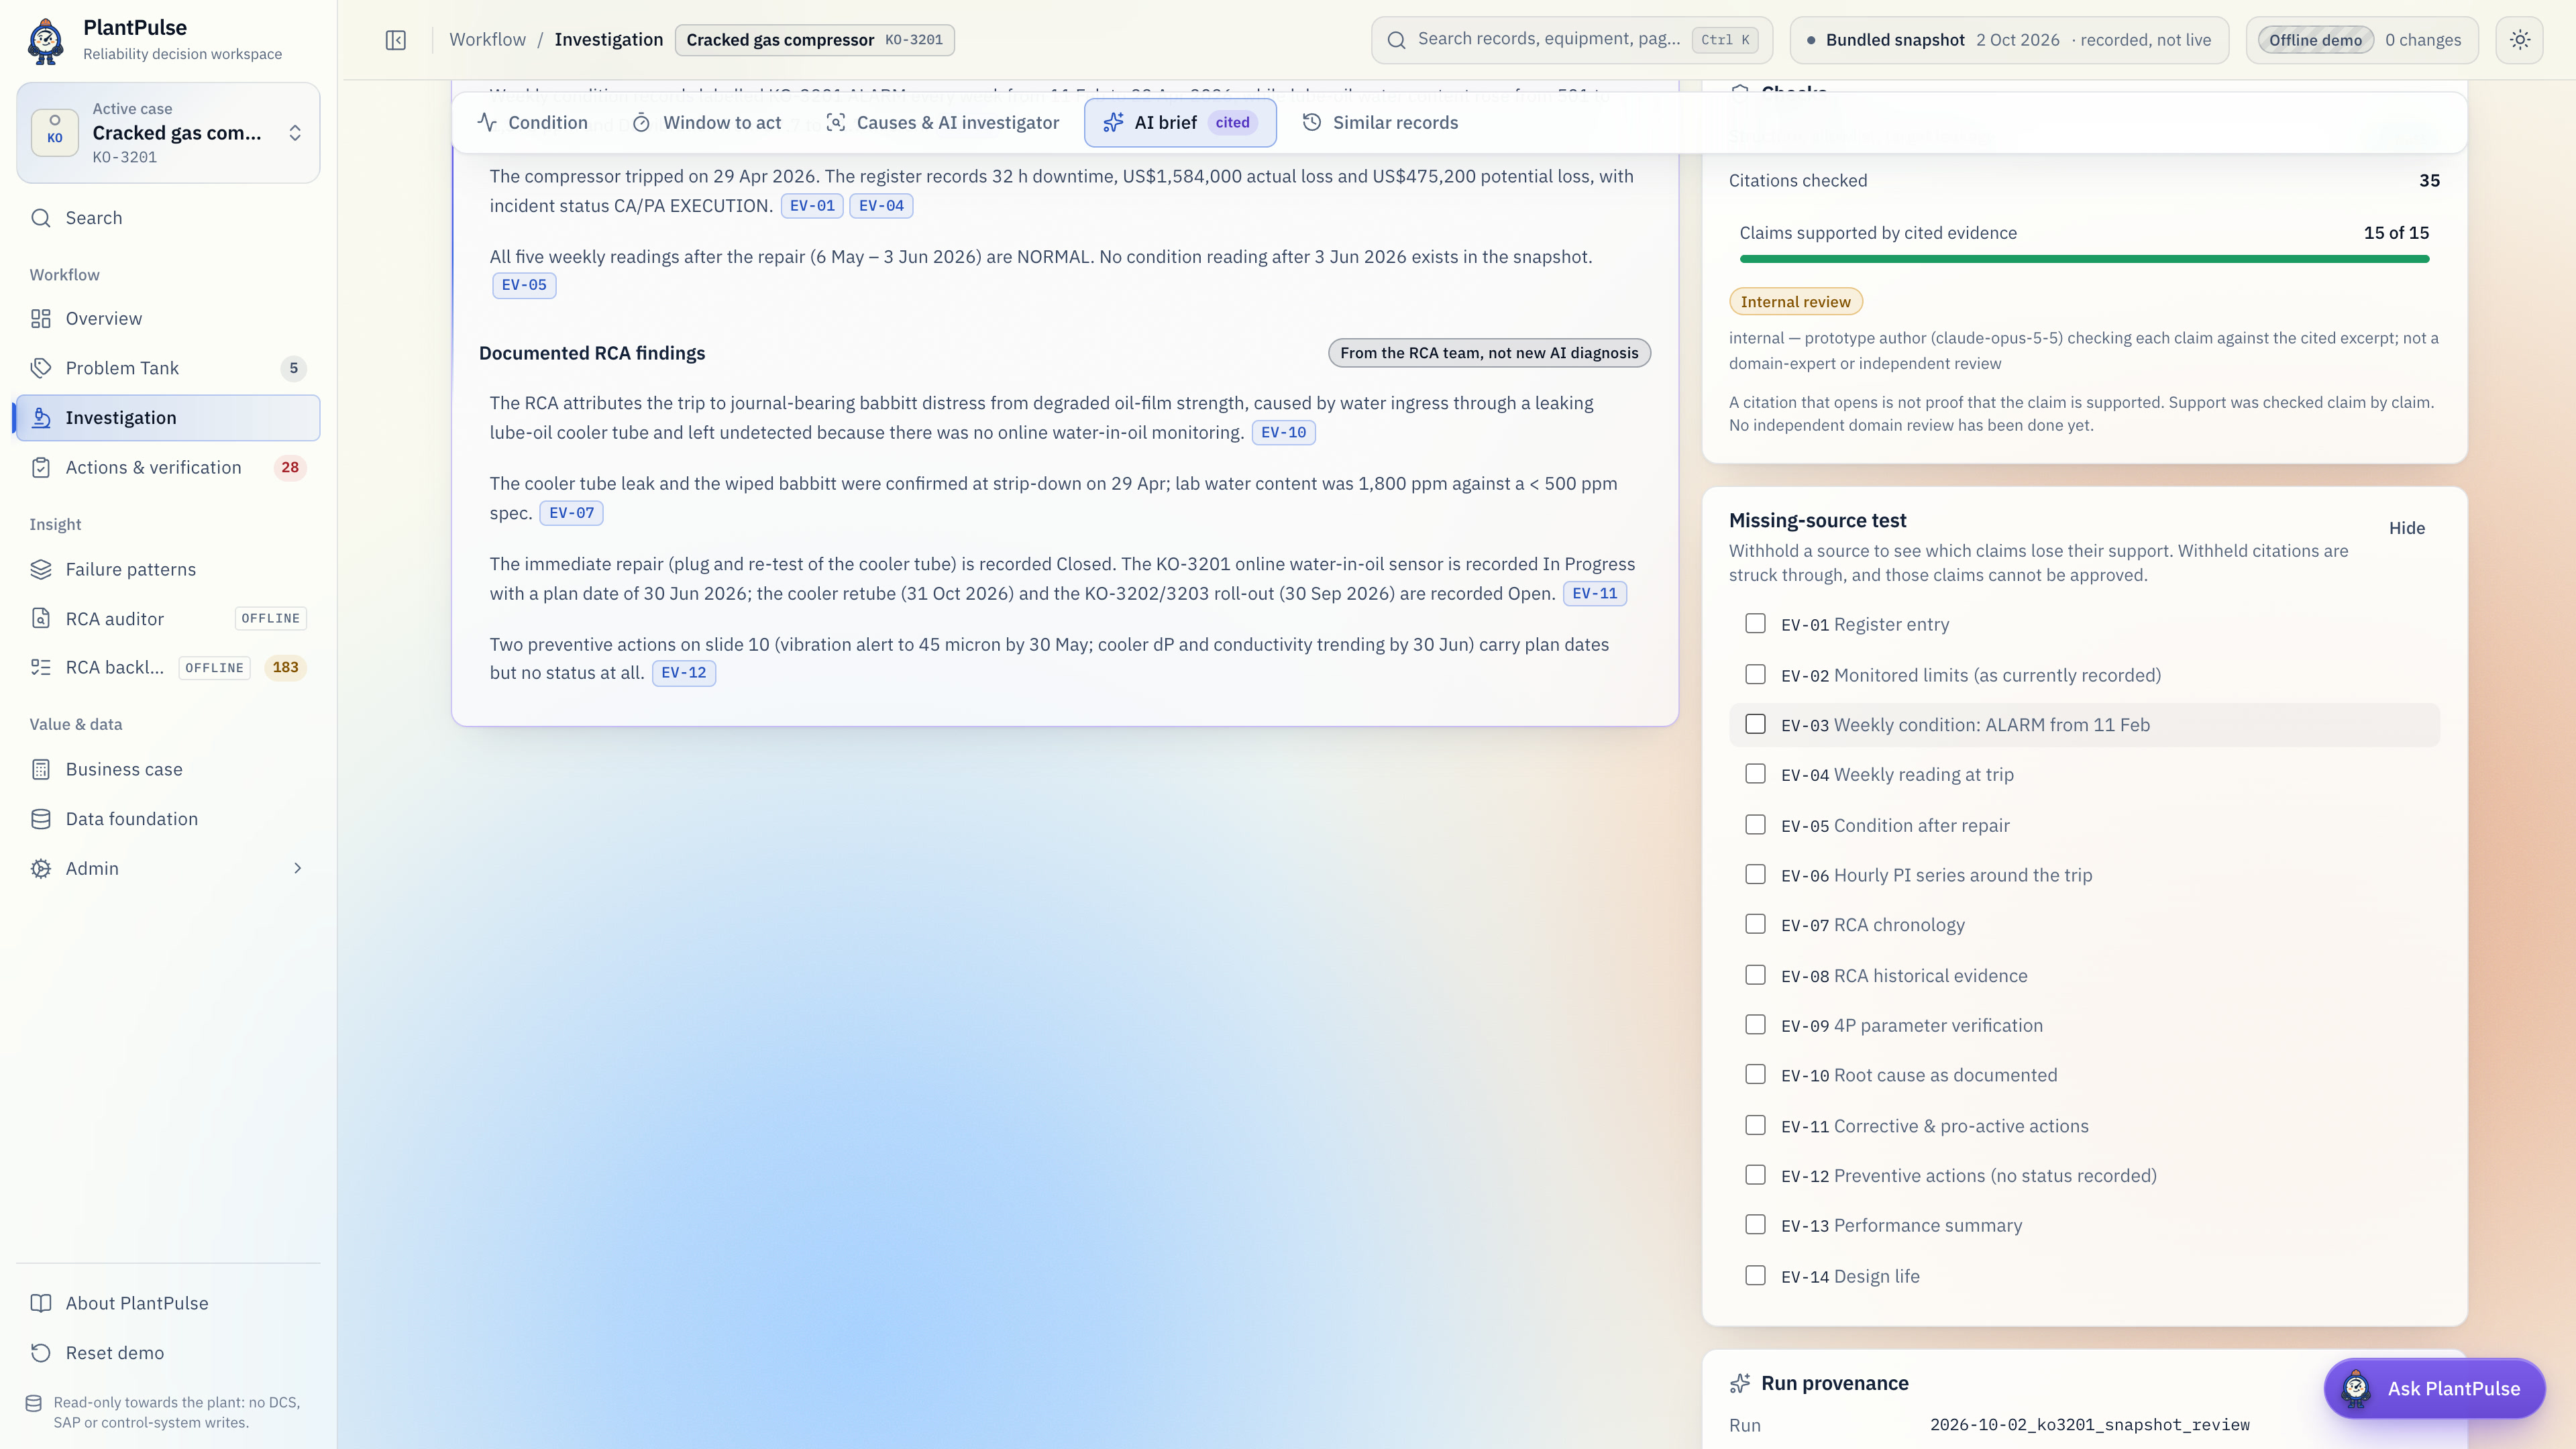 PlantPulse
Reliability decision workspace
Active case
KO
Cracked gas com...
KO-3201
Search
Workflow
Overview
Problem Tank
5
Investigation
Actions & verification
28
Insight
Failure patterns
RCA auditor
OFFLINE
RCA backl...
OFFLINE
183
Value & data
Business case
Data foundation
Admin
About PlantPulse
Reset demo
Read-only towards the plant: no DCS,
SAP or control-system writes.
Workflow / Investigation
Cracked gas compressor KO-3201
Search records, equipment, pag... Ctrl K
Bundled snapshot 2 Oct 2026 · recorded, not live
Offline demo 0 changes
Condition
Window to act
Causes & AI investigator
AI brief cited
Similar records
The compressor tripped on 29 Apr 2026. The register records 32 h downtime, US$1,584,000 actual loss and US$475,200 potential loss, with
incident status CA/PA EXECUTION. EV-01 EV-04
All five weekly readings after the repair (6 May – 3 Jun 2026) are NORMAL. No condition reading after 3 Jun 2026 exists in the snapshot.
EV-05
Documented RCA findings
From the RCA team, not new AI diagnosis
The RCA attributes the trip to journal-bearing babbitt distress from degraded oil-film strength, caused by water ingress through a leaking
lube-oil cooler tube and left undetected because there was no online water-in-oil monitoring. EV-10
The cooler tube leak and the wiped babbitt were confirmed at strip-down on 29 Apr; lab water content was 1,800 ppm against a < 500 ppm
spec. EV-07
The immediate repair (plug and re-test of the cooler tube) is recorded Closed. The KO-3201 online water-in-oil sensor is recorded In Progress
with a plan date of 30 Jun 2026; the cooler retube (31 Oct 2026) and the KO-3202/3203 roll-out (30 Sep 2026) are recorded Open. EV-11
Two preventive actions on slide 10 (vibration alert to 45 micron by 30 May; cooler dP and conductivity trending by 30 Jun) carry plan dates
but no status at all. EV-12
Checks
Citations checked
35
Claims supported by cited evidence
15 of 15
Internal review
internal — prototype author (claude-opus-5-5) checking each claim against the cited excerpt; not a
domain-expert or independent review
A citation that opens is not proof that the claim is supported. Support was checked claim by claim.
No independent domain review has been done yet.
Missing-source test
Hide
Withhold a source to see which claims lose their support. Withheld citations are
struck through, and those claims cannot be approved.
EV-01 Register entry
EV-02 Monitored limits (as currently recorded)
EV-03 Weekly condition: ALARM from 11 Feb
EV-04 Weekly reading at trip
EV-05 Condition after repair
EV-06 Hourly PI series around the trip
EV-07 RCA chronology
EV-08 RCA historical evidence
EV-09 4P parameter verification
EV-10 Root cause as documented
EV-11 Corrective & pro-active actions
EV-12 Preventive actions (no status recorded)
EV-13 Performance summary
EV-14 Design life
Run provenance
Run
2026-10-02_ko3201_snapshot_review
Ask PlantPulse